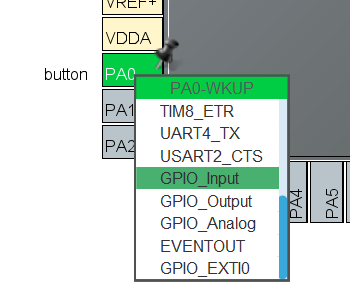 VREF+
VDDA
button
PA0
PA0-WKUP
PA1
PA2
TIM8_ETR
UART4_TX
USART2_CTS
GPIO_Input
GPIO_Output
GPIO_Analog
EVENTOUT
GPIO_EXTI0
PA4
PA5